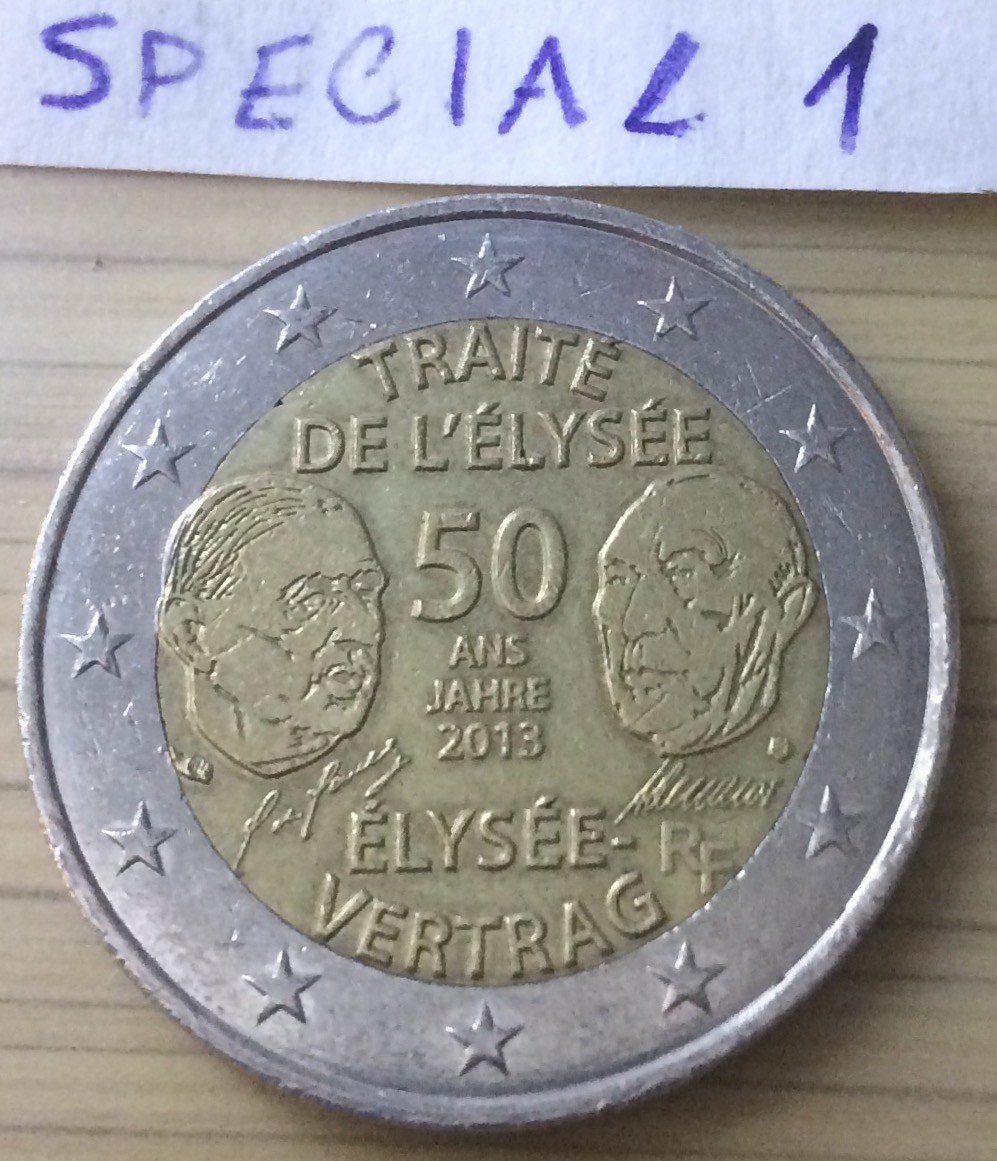 SPECIAL 1
TRAITÉ
DE L'ÉLYSÉE
50
ANS
JAHRE
2013
ÉLYSÉE- RF
VERTRAG